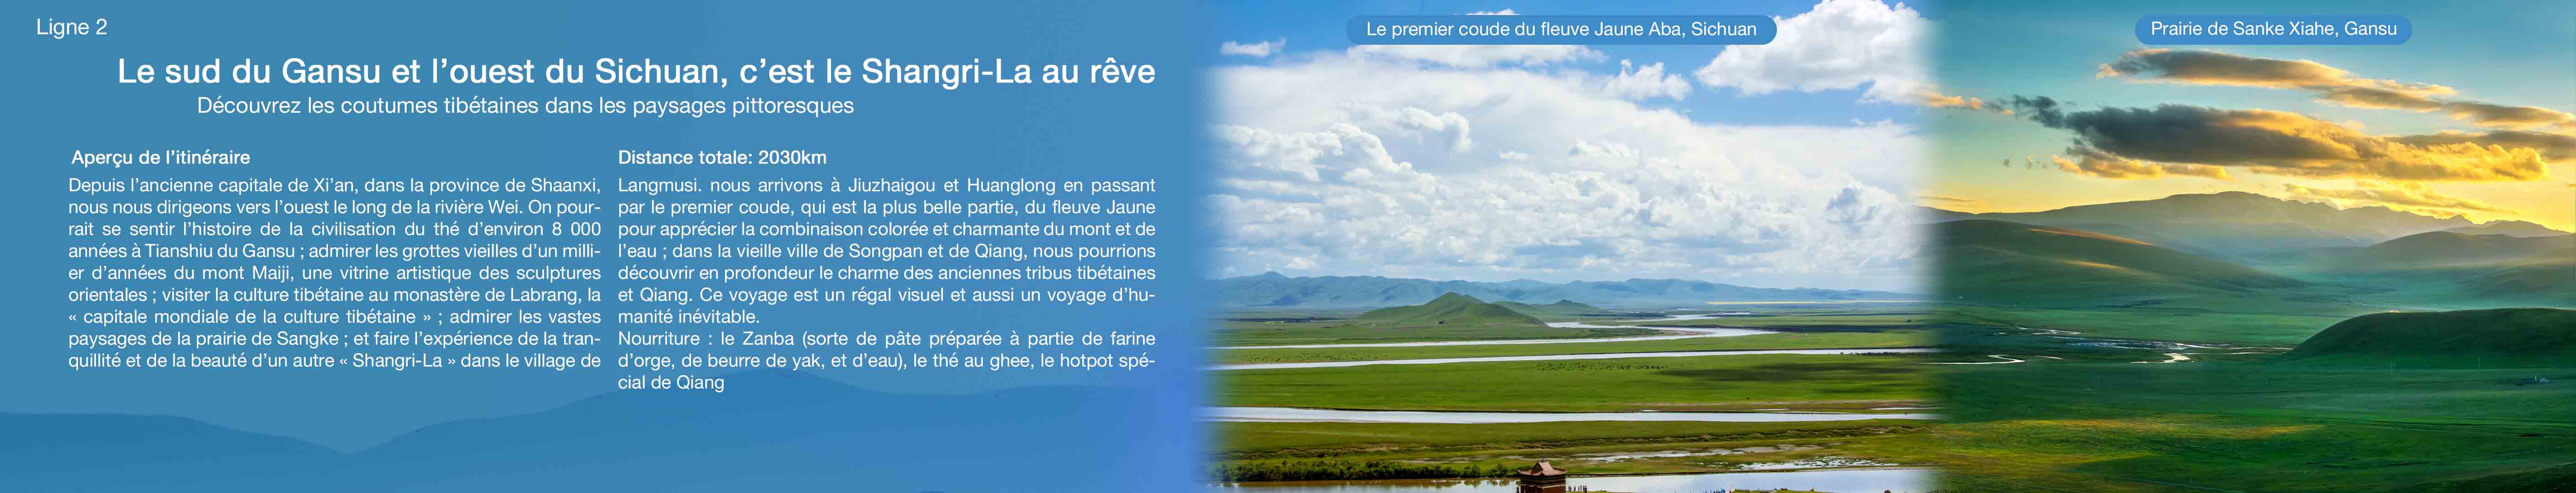 Ligne 2
Le sud du Gansu et l’ouest du Sichuan, c’est le Shangri-La au rêve
Découvrez les coutumes tibétaines dans les paysages pittoresques
Aperçu de l’itinéraire
Depuis l’ancienne capitale de Xi’an, dans la province de Shaanxi,
nous nous dirigeons vers l’ouest le long de la rivière Wei. On pour-
rait se sentir l’histoire de la civilisation du thé d’environ 8 000
années à Tianshiu du Gansu ; admirer les grottes vieilles d’un milli-
er d’années du mont Maiji, une vitrine artistique des sculptures
orientales ; visiter la culture tibétaine au monastère de Labrang, la
« capitale mondiale de la culture tibétaine » ; admirer les vastes
paysages de la prairie de Sangke ; et faire l’expérience de la tran-
quillité et de la beauté d’un autre « Shangri-La » dans le village de
Distance totale: 2030km
Langmusi. nous arrivons à Jiuzhaigou et Huanglong en passant
par le premier coude, qui est la plus belle partie, du fleuve Jaune
pour apprécier la combinaison colorée et charmante du mont et de
l’eau ; dans la vieille ville de Songpan et de Qiang, nous pourrions
découvrir en profondeur le charme des anciennes tribus tibétaines
et Qiang. Ce voyage est un régal visuel et aussi un voyage d’hu-
manité inévitable.
Nourriture : le Zanba (sorte de pâte préparée à partie de farine
d’orge, de beurre de yak, et d’eau), le thé au ghee, le hotpot spé-
cial de Qiang
Le premier coude du fleuve Jaune Aba, Sichuan
Prairie de Sanke Xiahe, Gansu